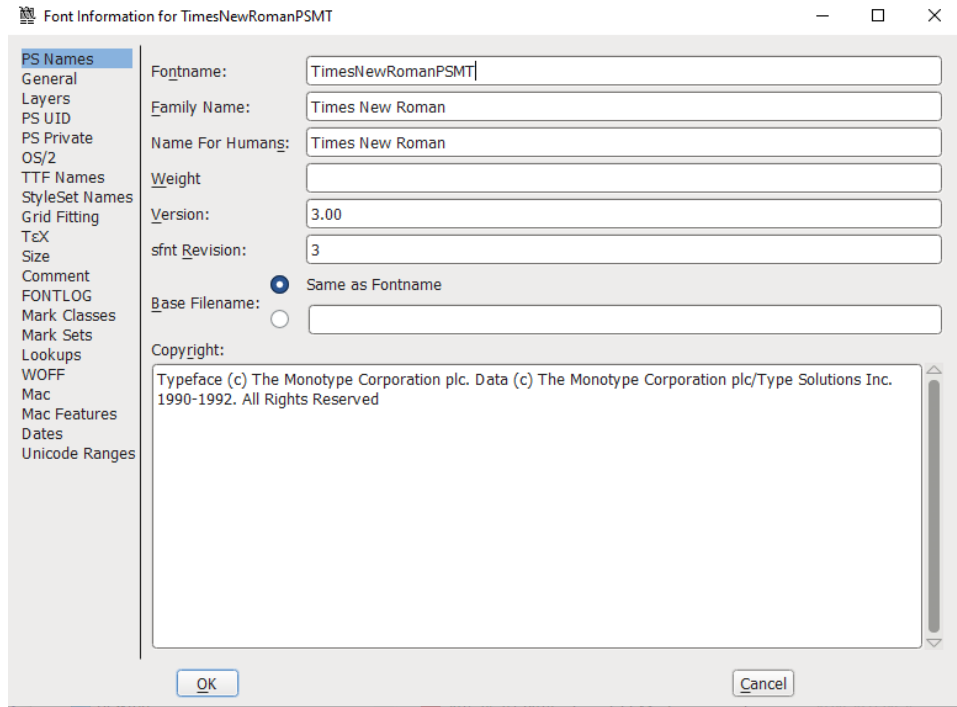 Font Information for TimesNewRomanPSMT
PS Names
General
Layers
PS UID
PS Private
OS/2
TTF Names
StyleSet Names
Grid Fitting
TεX
Size
Comment
FONTLOG
Mark Classes
Mark Sets
Lookups
WOFF
Mac
Mac Features
Dates
Unicode Ranges
Fontname: TimesNewRomanPSMT
Family Name: Times New Roman
Name For Humans: Times New Roman
Weight
Version: 3.00
sfnt Revision: 3
Base Filename: Same as Fontname
Copyright:
Typeface (c) The Monotype Corporation plc. Data (c) The Monotype Corporation plc/Type Solutions Inc.
1990-1992. All Rights Reserved
OK Cancel